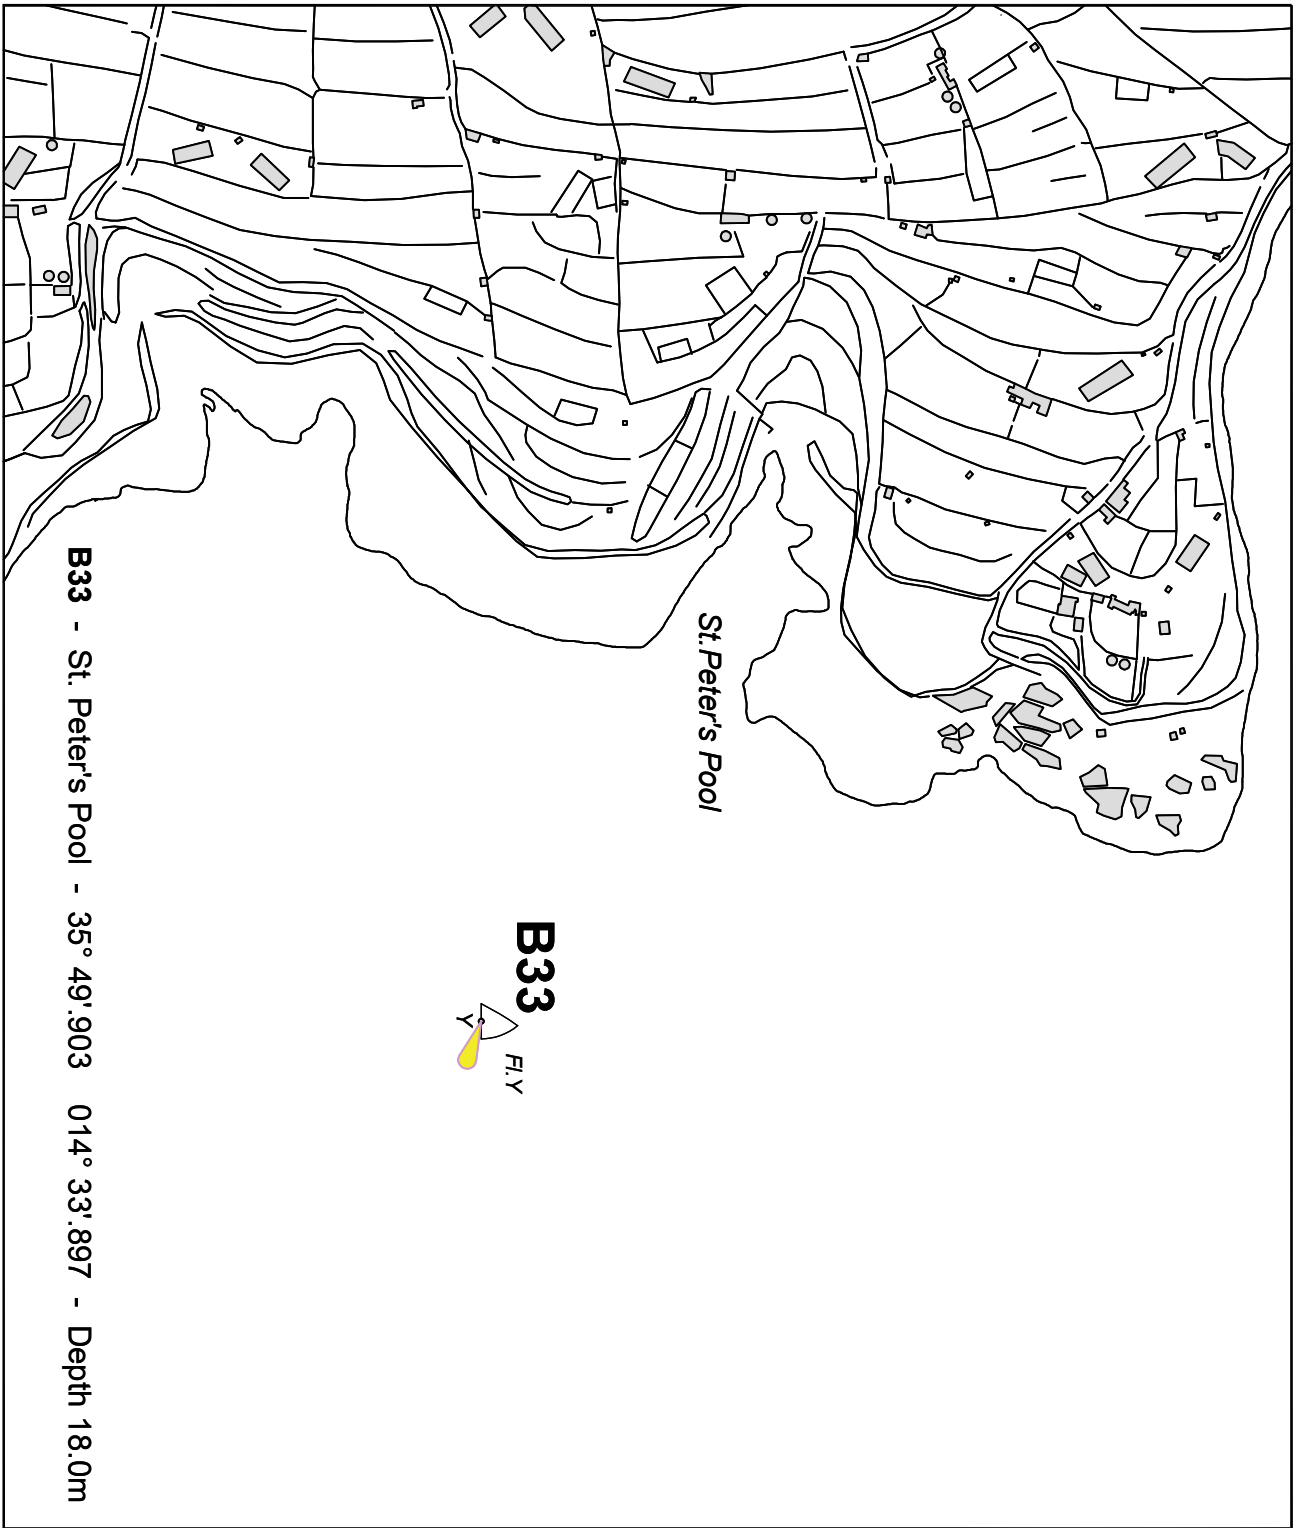 St.Peter's Pool
B33
Fl.Y
Y
B33 - St. Peter's Pool - 35° 49'.903 014° 33'.897 - Depth 18.0m